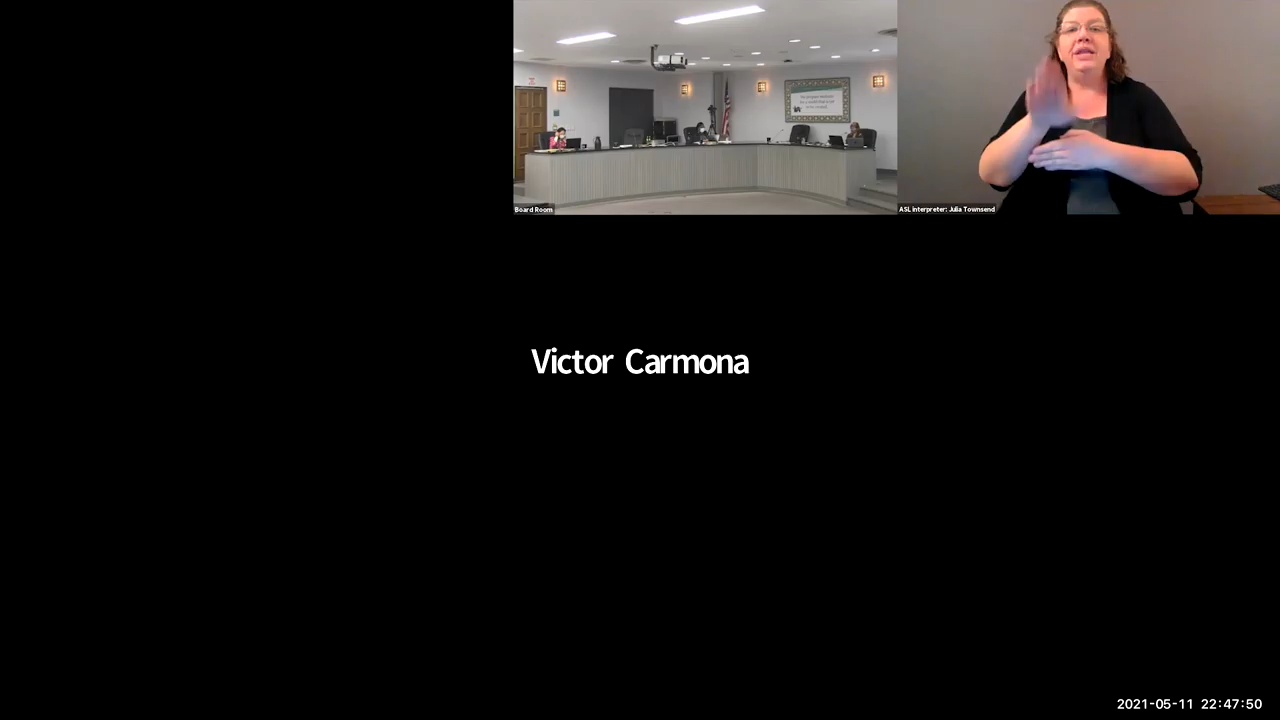 Board Room
ASL interpreter: Julia Townsend
Victor Carmona
2021-05-11 22:47:50